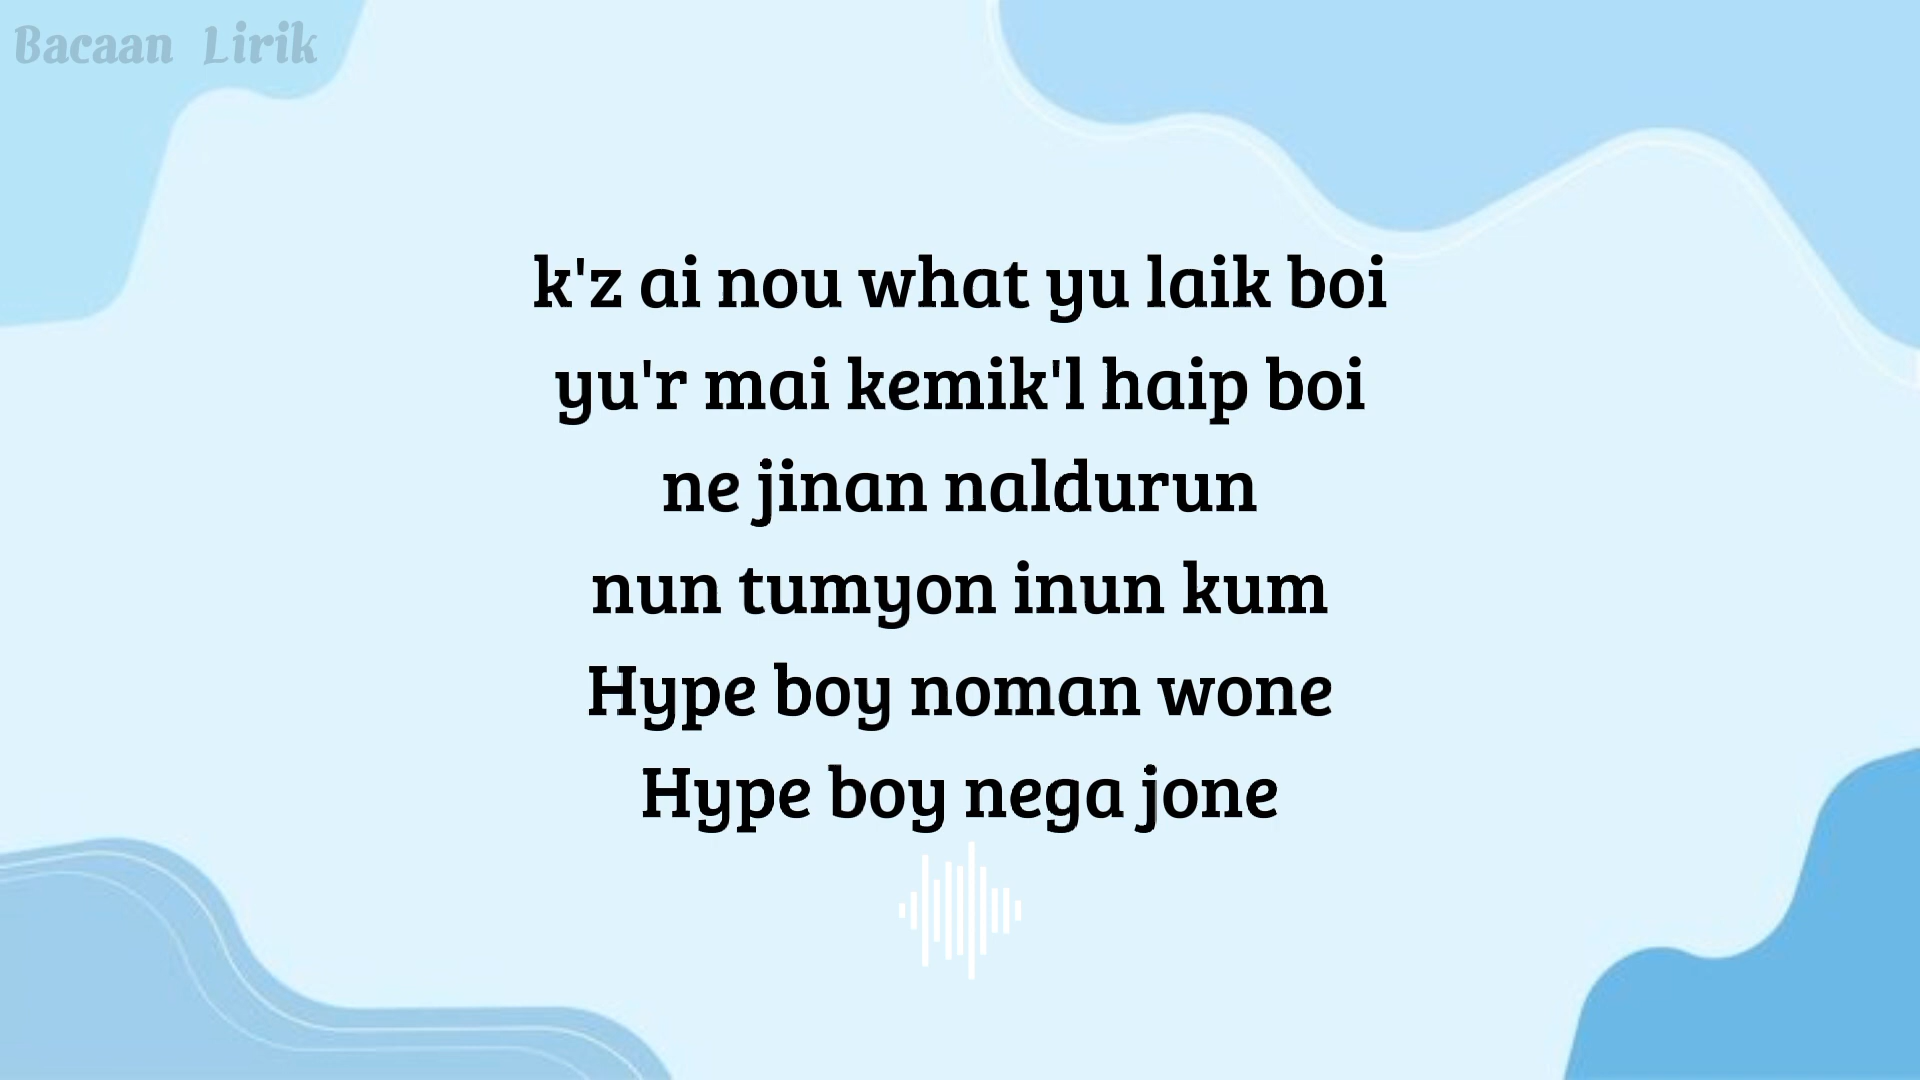 Bacaan Lirik
k'z ai nou what yu laik boi
yu'r mai kemik'l haip boi
ne jinan naldurun
nun tumyon inun kum
Hype boy noman wone
Hype boy nega jone